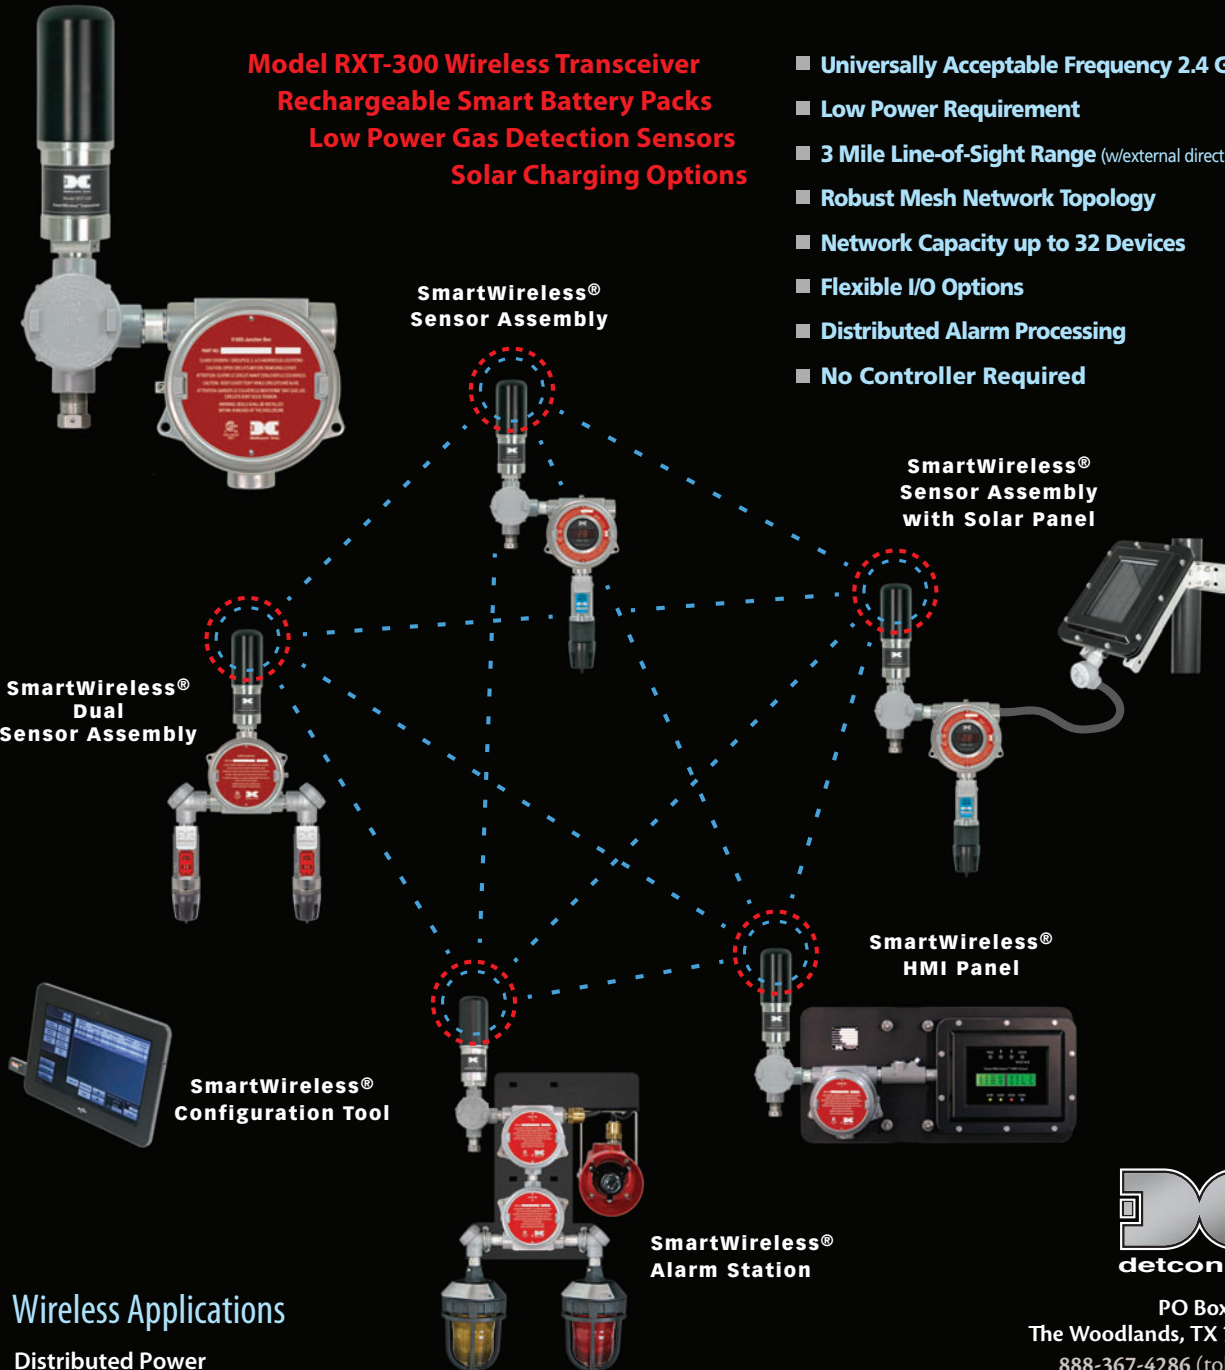 Model RXT-300 Wireless Transceiver
Rechargeable Smart Battery Packs
Low Power Gas Detection Sensors
Solar Charging Options
■ Universally Acceptable Frequency 2.4 G
■ Low Power Requirement
■ 3 Mile Line-of-Sight Range (w/external direct
■ Robust Mesh Network Topology
■ Network Capacity up to 32 Devices
■ Flexible I/O Options
■ Distributed Alarm Processing
■ No Controller Required
SmartWireless®
Sensor Assembly
SmartWireless®
Sensor Assembly
with Solar Panel
SmartWireless®
Dual
Sensor Assembly
SmartWireless®
HMI Panel
SmartWireless®
Configuration Tool
SmartWireless®
Alarm Station
detcon
Wireless Applications
Distributed Power
PO Box
The Woodlands, TX
888-367-4286 (to